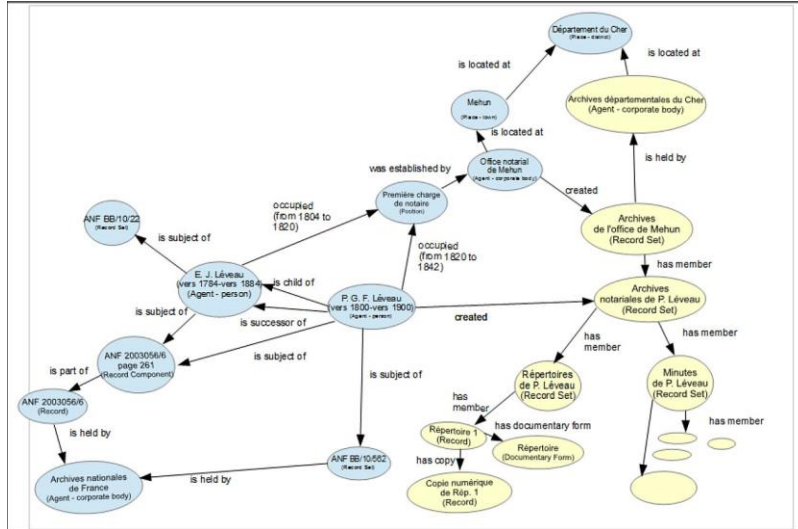 Département du Cher
(Place - district)
is located at
is located at
Mehun
(Place - town)
Archives départementales du Cher
(Agent - corporate body)
is located at
was established by
Office notarial
de Mehun
(Agent - corporate body)
is held by
ANF BB/10/22
(Record Set)
occupied
(from 1804 to
1820)
Première charge
de notaire
(Position)
created
is subject of
Archives
de l'office de Mehun
(Record Set)
occupied
(from 1820 to
1842)
E. J. Léveau
(vers 1784-vers 1884)
(Agent - person)
is child of
P. G. F. Léveau
(vers 1800-vers 1900)
(Agent - person)
has member
Archives
notariales de P. Léveau
(Record Set)
is subject of
is successor of
created
has
member
has member
ANF 2003056/6
page 261
(Record Component)
is subject of
is part of
is subject of
Répertoires
de P. Léveau
(Record Set)
Minutes
de P. Léveau
(Record Set)
ANF 2003056/6
(Record)
has
member
has member
is held by
Répertoire 1
(Record)
has documentary form
Répertoire
(Documentary Form)
ANF BB/10/562
(Record Set)
has copy
is held by
Archives nationales
de France
(Agent - corporate body)
Copie numérique
de Rép. 1
(Record)